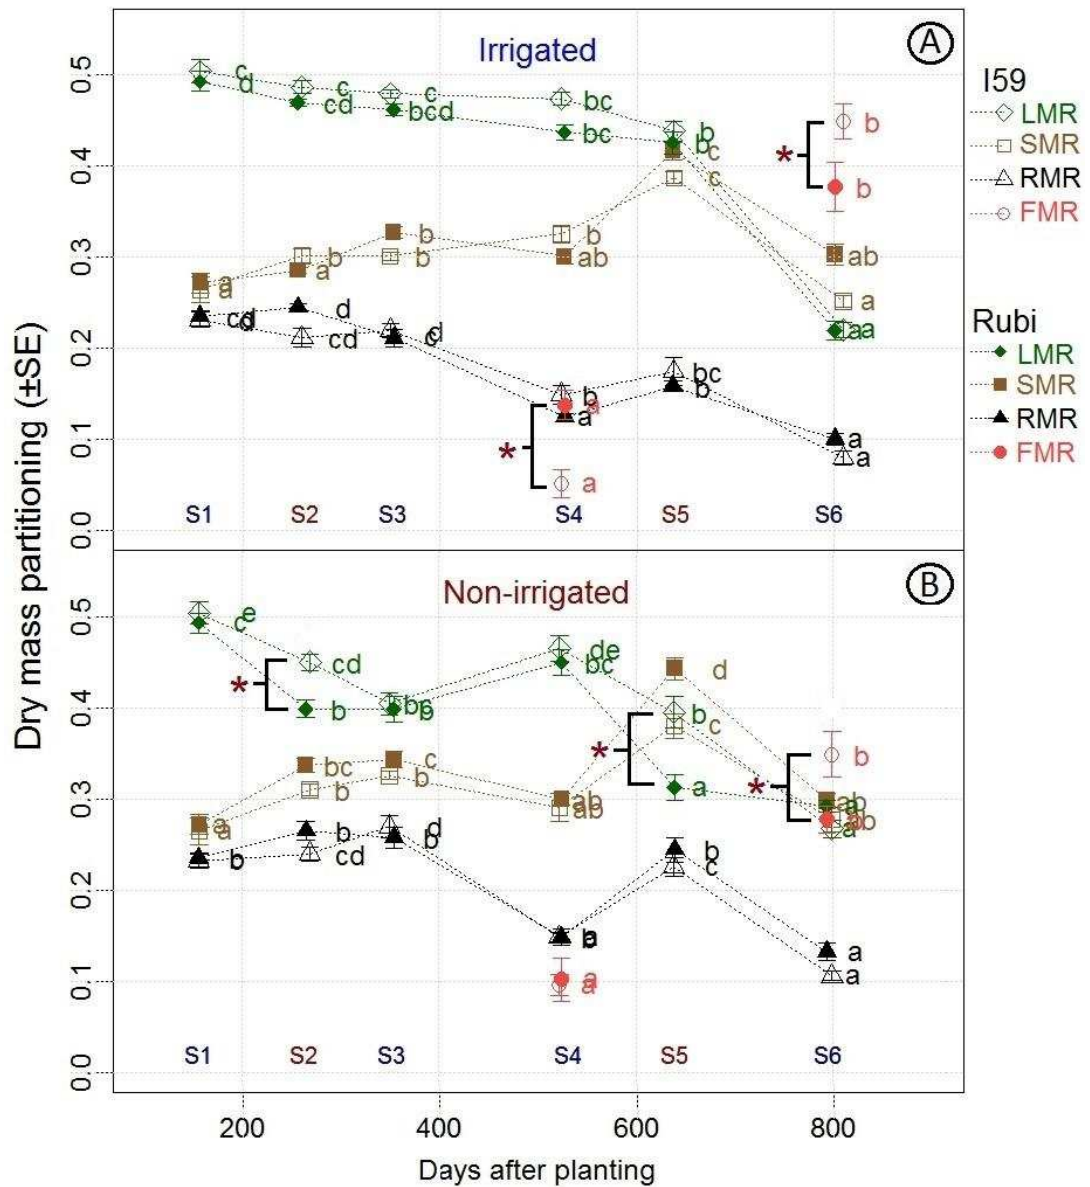 Irrigated
A
I59
LMR
SMR
RMR
FMR
Rubi
LMR
SMR
RMR
FMR
Dry mass partitioning (±SE)
0.5
0.4
0.3
0.2
0.1
0.0
c c c bc b
d cd bcd bc b
* b
b
c
c
a b b b ab
a a b ab a
cd d d bc a a
d cd c b b a
a a a
* a
S1 S2 S3 S4 S5 S6
Non-irrigated
B
0.5
0.4
0.3
0.2
0.1
0.0
e cd bc de b
c b b bc a a
* * *
d
c
b
a bc c ab ab
a b b ab ab
b b d a b a
b cd b b c a
a
a
S1 S2 S3 S4 S5 S6
200 400 600 800
Days after planting